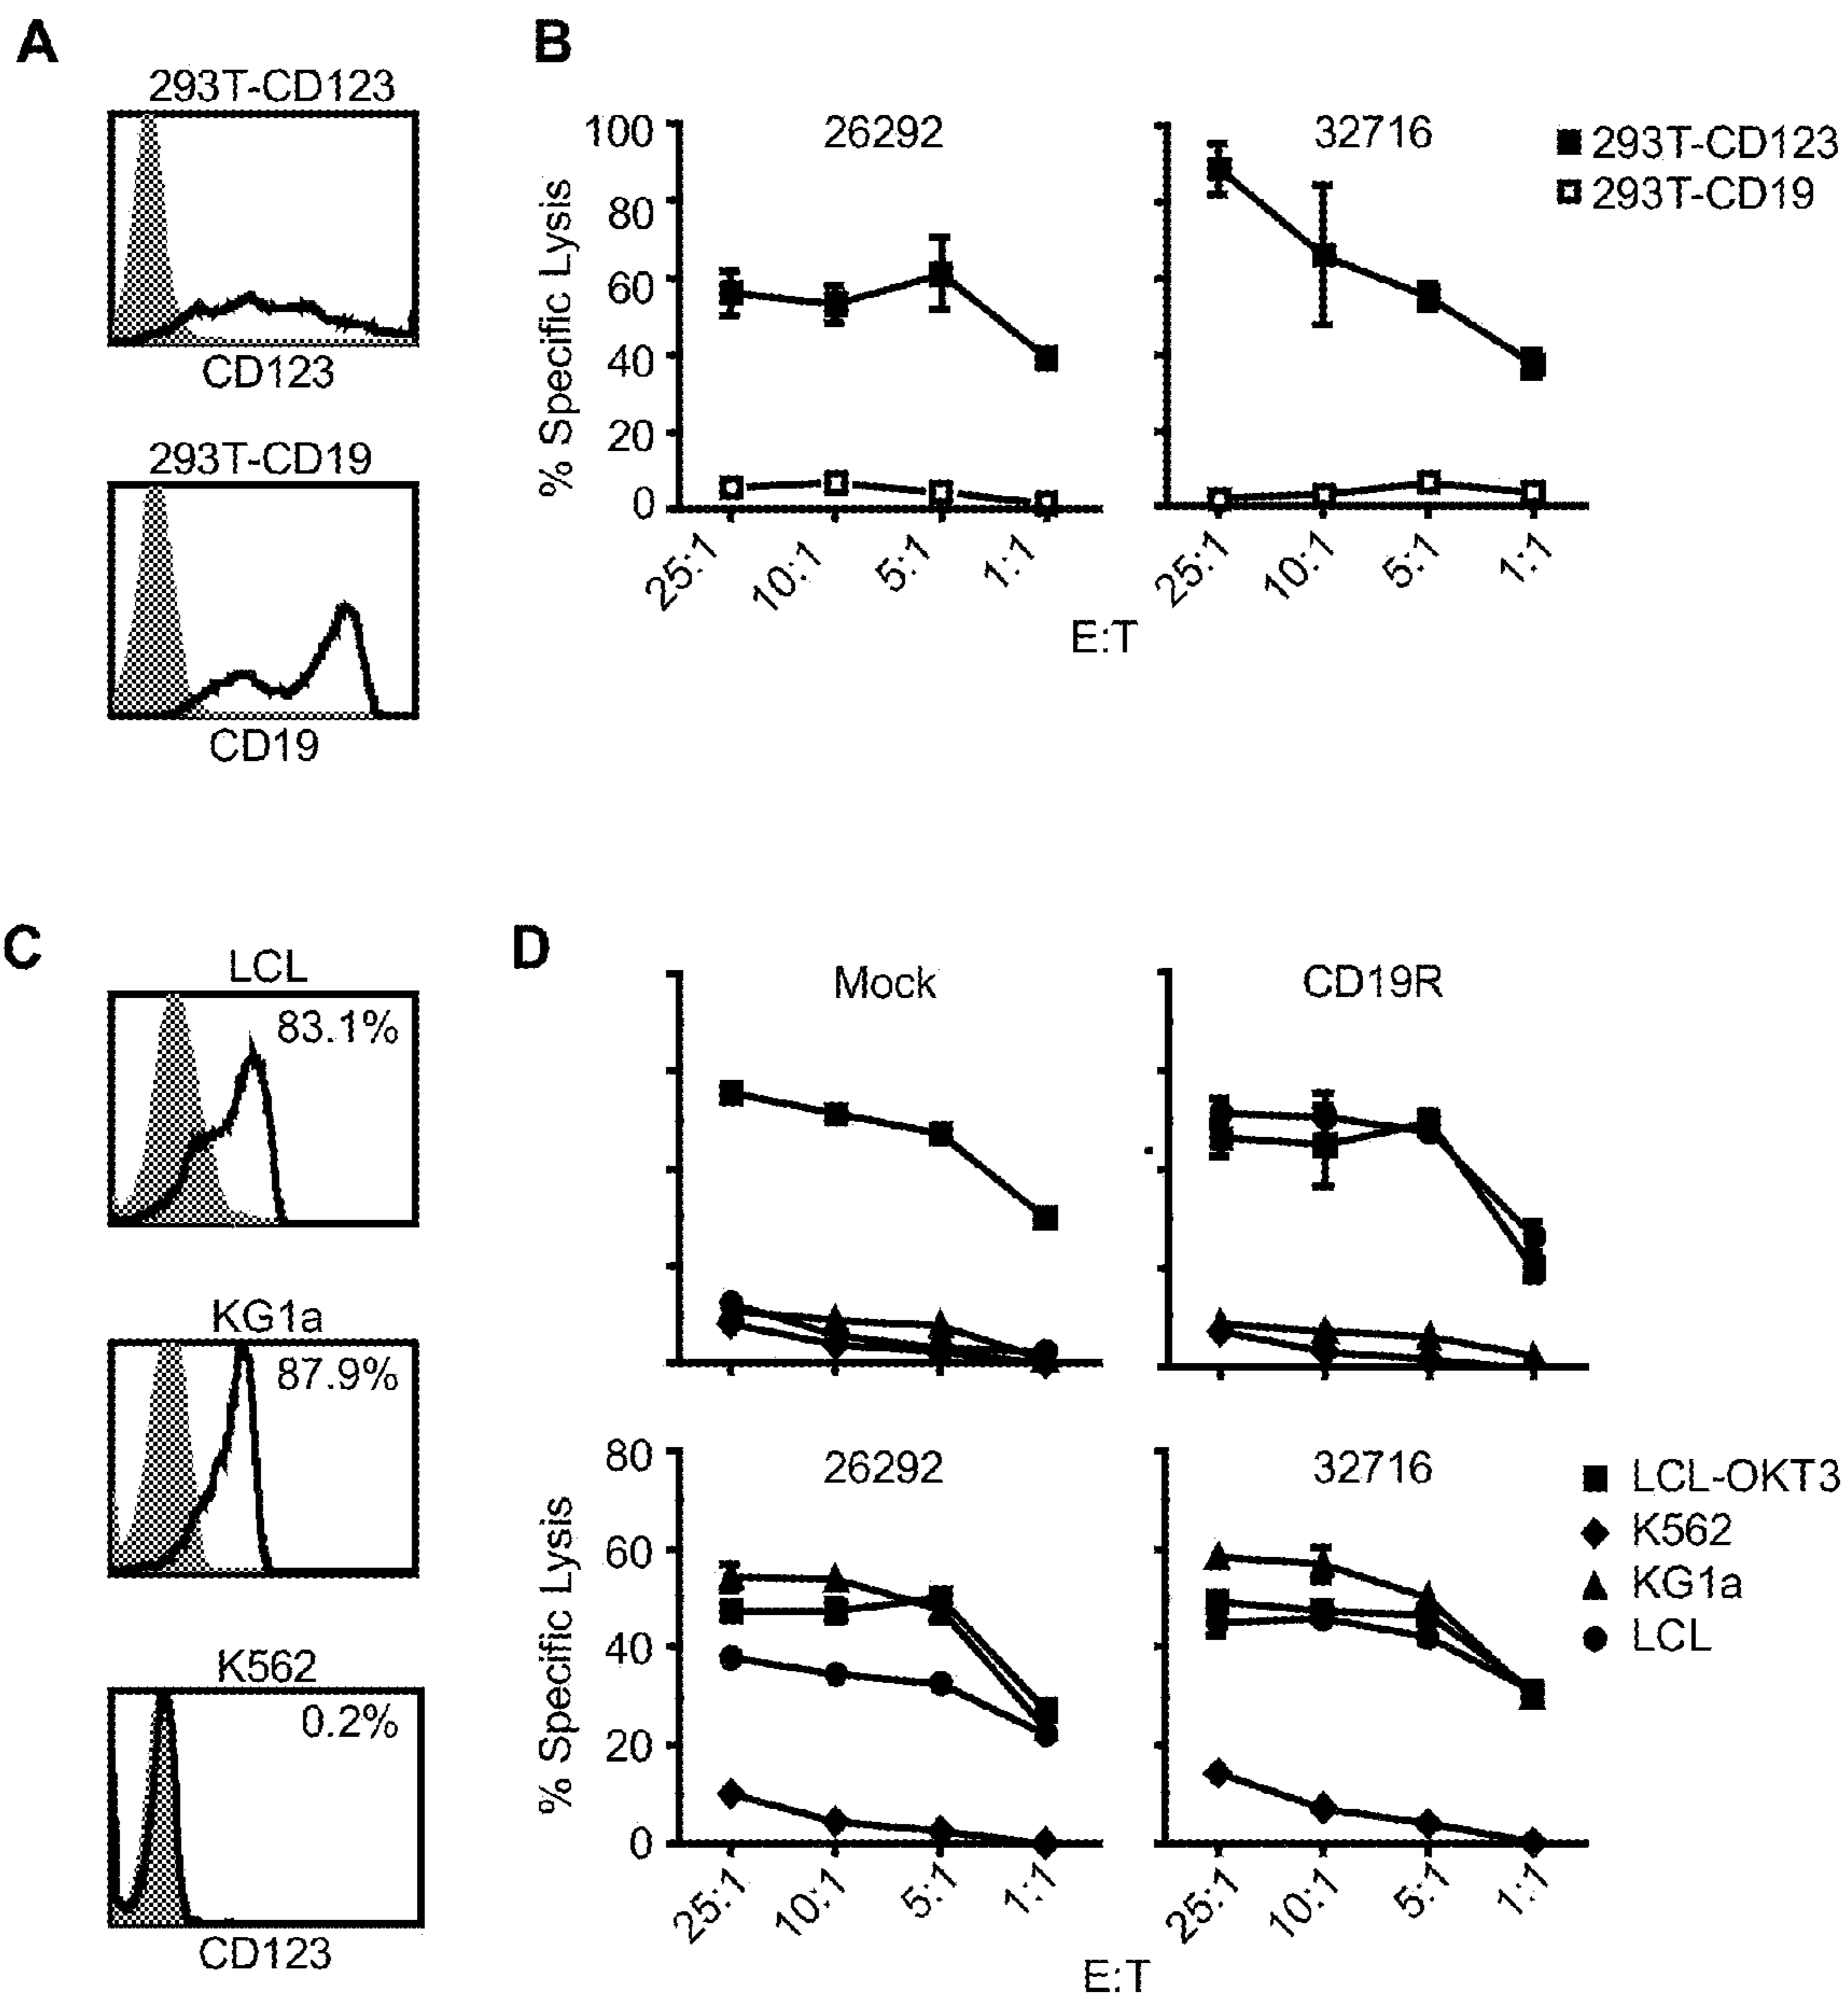 A
293T-CD123
CD123
293T-CD19
CD19
B
26292
32716
293T-CD123
293T-CD19
% Specific Lysis
100
80
60
40
20
0
25:1
10:1
5:1
1:1
25:1
10:1
5:1
1:1
E:T
C
LCL
83.1%
KG1a
87.9%
K562
0.2%
CD123
D
Mock
CD19R
26292
32716
LCL-OKT3
K562
KG1a
LCL
% Specific Lysis
80
60
40
20
0
25:1
10:1
5:1
1:1
25:1
10:1
5:1
1:1
E:T